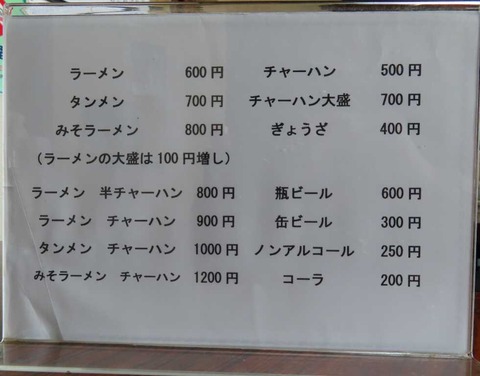 ラーメン 600円
タンメン 700円
みそラーメン 800円
(ラーメンの大盛は100円増し)
ラーメン 半チャーハン 800円
ラーメン チャーハン 900円
タンメン チャーハン 1000円
みそラーメン チャーハン 1200円
チャーハン 500円
チャーハン大盛 700円
ぎょうざ 400円
瓶ビール 600円
缶ビール 300円
ノンアルコール 250円
コーラ 200円